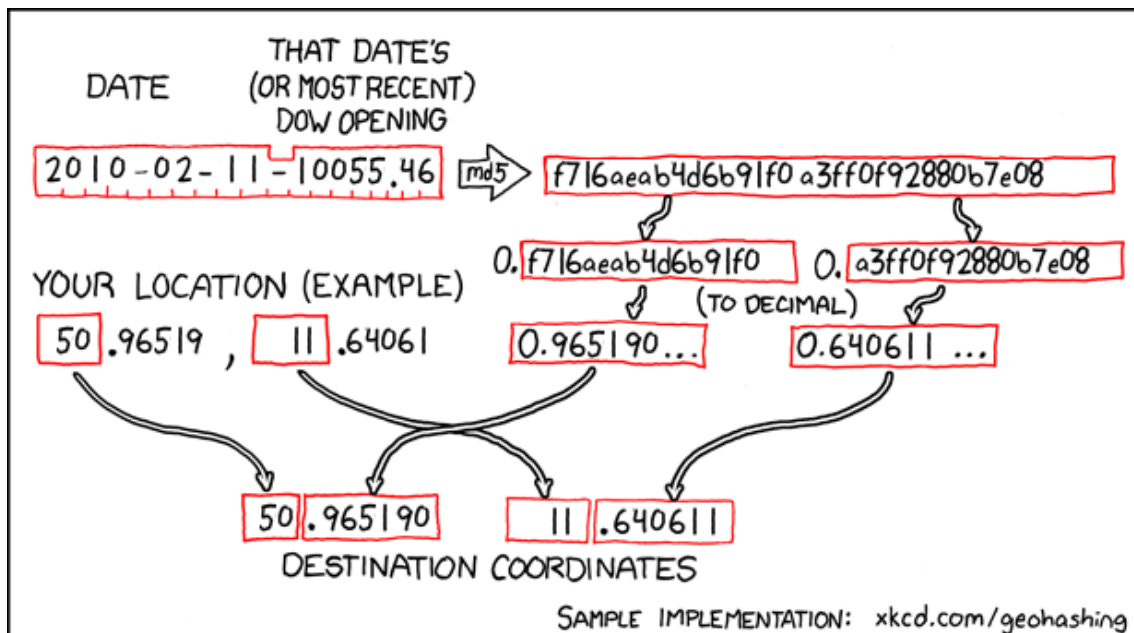 DATE
THAT DATE'S
(OR MOST RECENT)
DOW OPENING
2010-02-11-10055.46
md5
f716aeab4d6b91f0a3ff0f92880b7e08
0.f716aeab4d6b91f0
0.a3ff0f92880b7e08
(TO DECIMAL)
YOUR LOCATION (EXAMPLE)
50.96519, 11.64061
0.965190...
0.640611...
50.965190
11.640611
DESTINATION COORDINATES
SAMPLE IMPLEMENTATION: xkcd.com/geohashing